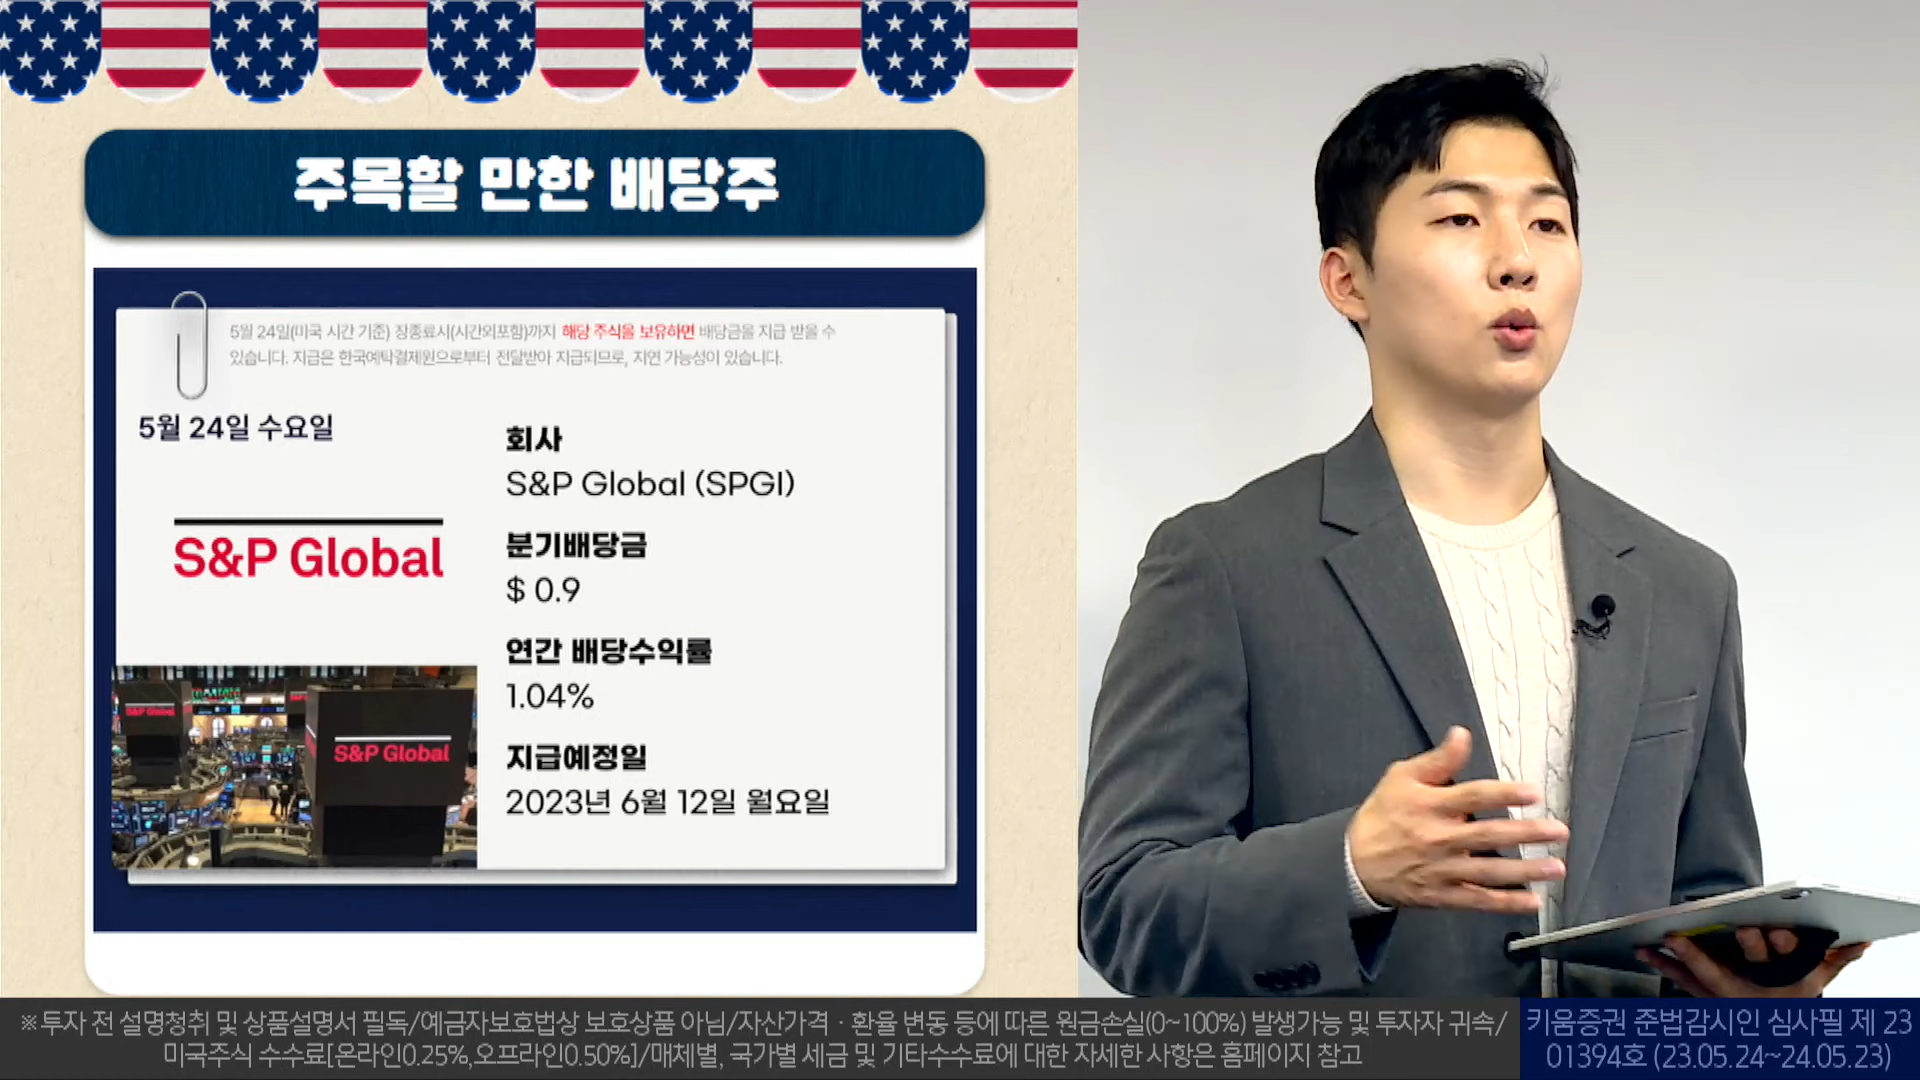 주목할 만한 배당주
5월 24일(미국 시간 기준) 장종료시(시간외포함)까지 해당 주식을 보유하면 배당금을 지급 받을 수
있습니다. 지급은 한국예탁결제원으로부터 전달받아 지급되므로, 지연 가능성이 있습니다.
5월 24일 수요일
S&P Global
S&P Global
S&P Global
회사
S&P Global (SPGI)
분기배당금
$ 0.9
연간 배당수익률
1.04%
지급예정일
2023년 6월 12일 월요일
※투자 전 설명청취 및 상품설명서 필독/예금자보호법상 보호상품 아님/자산가격 · 환율 변동 등에 따른 원금손실(0~100%) 발생가능 및 투자자 귀속/
미국주식 수수료[온라인0.25%,오프라인0.50%]/매체별, 국가별 세금 및 기타수수료에 대한 자세한 사항은 홈페이지 참고
키움증권 준법감시인 심사필 제 23
01394호 (23.05.24~24.05.23)